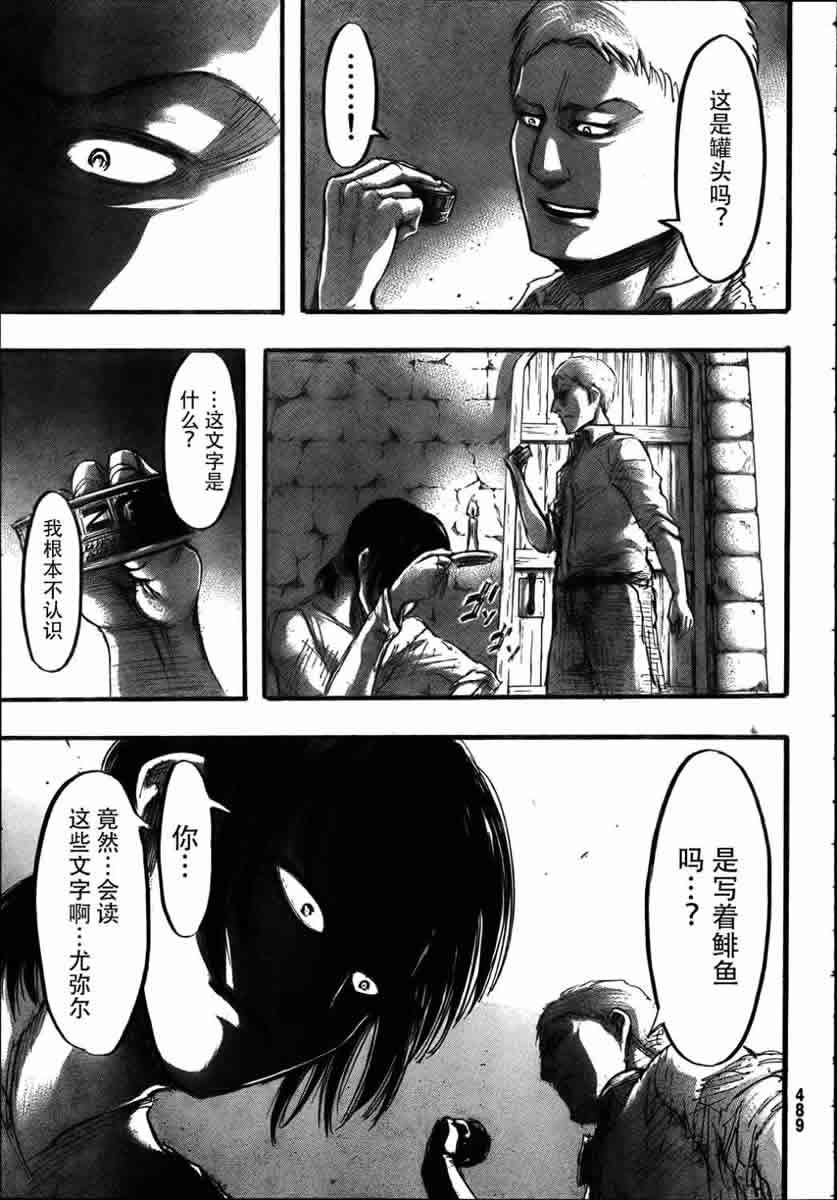 这是罐头吗?
……!
…这文字是
什么?
我根本不认识
是写着鲱鱼
吗…?
你…
竟然…会读
这些文字啊…尤弥尔
489